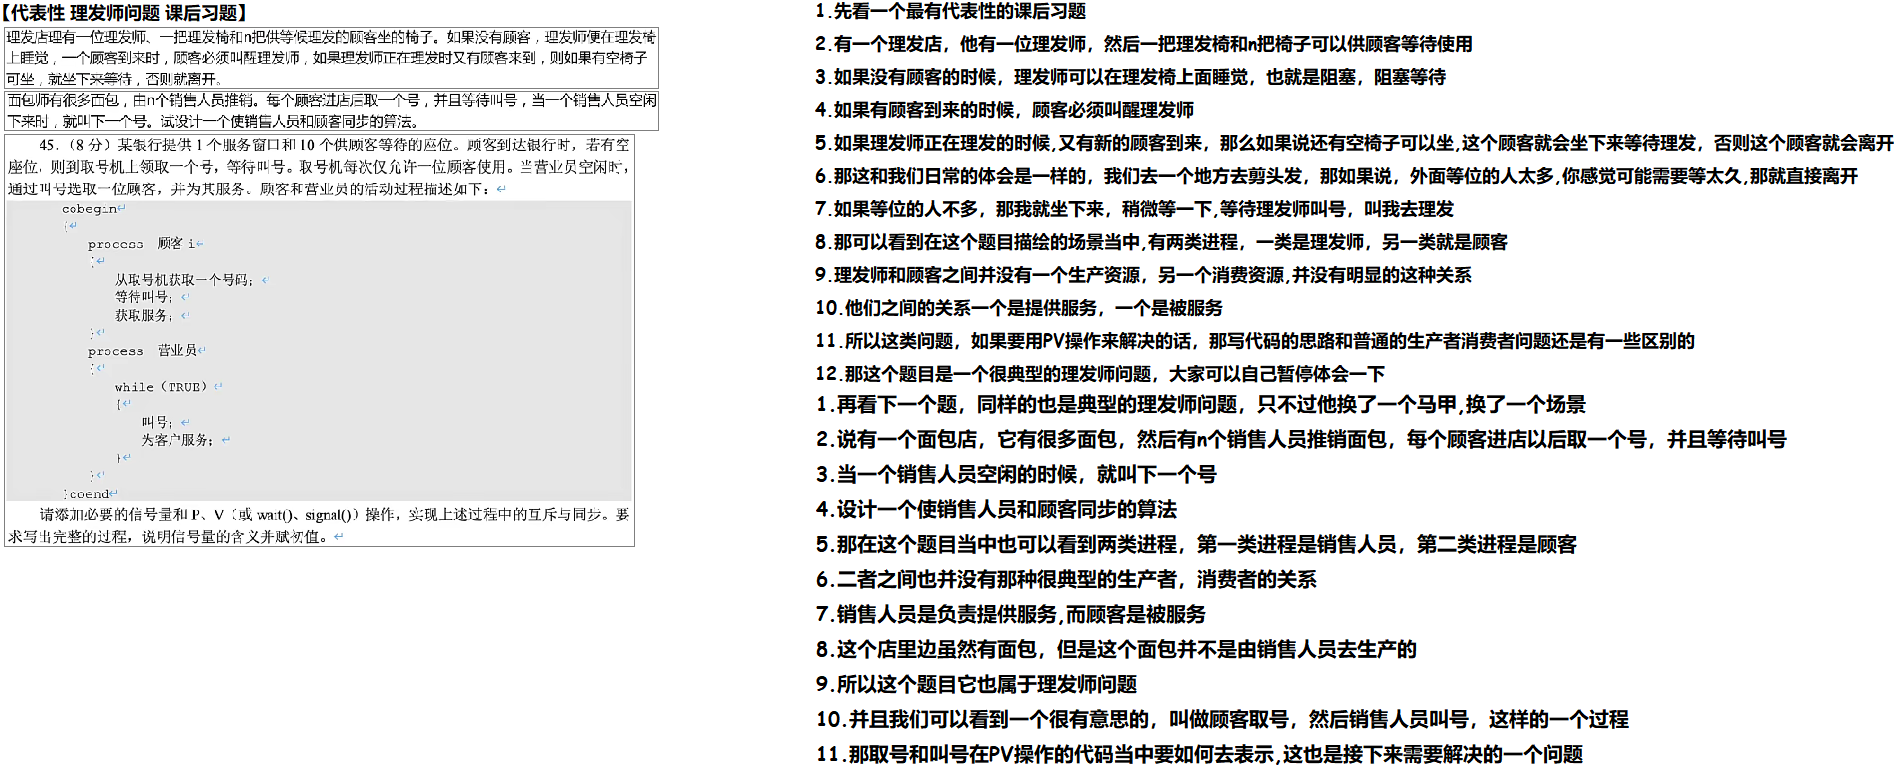 【代表性 理发师问题 课后习题】
理发店理有一位理发师、一把理发椅和n把供等候理发的顾客坐的椅子。如果没有顾客，理发师便在理发椅
上睡觉，一个顾客到来时，顾客必须叫醒理发师，如果理发师正在理发时又有顾客来到，则如果有空椅子
可坐，就坐下来等待，否则就离开。
面包师有很多面包，由n个销售人员推销。每个顾客进店后取一个号，并且等待叫号，当一个销售人员空闲
下来时，就叫下一个号。试设计一个使销售人员和顾客同步的算法。
45.（8 分）某银行提供 1 个服务窗口和 10 个供顾客等待的座位。顾客到达银行时，若有空
座位，则到取号机上领取一个号，等待叫号。取号机每次仅允许一位顾客使用。当营业员空闲时，
通过叫号选取一位顾客，并为其服务。顾客和营业员的活动过程描述如下：
cobegin
{
process 顾客 i
{
从取号机获取一个号码；
等待叫号；
获取服务；
}
process 营业员
{
while（TRUE）
{
叫号；
为客户服务；
}
}
}coend
请添加必要的信号量和 P、V（或 wait()、signal()）操作，实现上述过程中的互斥与同步。要
求写出完整的过程，说明信号量的含义并赋初值。
1.先看一个最有代表性的课后习题
2.有一个理发店，他有一位理发师，然后一把理发椅和n把椅子可以供顾客等待使用
3.如果没有顾客的时候，理发师可以在理发椅上面睡觉，也就是阻塞，阻塞等待
4.如果有顾客到来的时候，顾客必须叫醒理发师
5.如果理发师正在理发的时候,又有新的顾客到来，那么如果说还有空椅子可以坐,这个顾客就会坐下来等待理发，否则这个顾客就会离开
6.那这和我们日常的体会是一样的，我们去一个地方去剪头发，那如果说，外面等位的人太多,你感觉可能需要等太久,那就直接离开
7.如果等位的人不多，那我就坐下来，稍微等一下,等待理发师叫号，叫我去理发
8.那可以看到在这个题目描绘的场景当中,有两类进程，一类是理发师，另一类就是顾客
9.理发师和顾客之间并没有一个生产资源，另一个消费资源,并没有明显的这种关系
10.他们之间的关系一个是提供服务，一个是被服务
11.所以这类问题，如果要用PV操作来解决的话，那写代码的思路和普通的生产者消费者问题还是有一些区别的
12.那这个题目是一个很典型的理发师问题，大家可以自己暂停体会一下
1.再看下一个题，同样的也是典型的理发师问题，只不过他换了一个马甲,换了一个场景
2.说有一个面包店，它有很多面包，然后有n个销售人员推销面包，每个顾客进店以后取一个号，并且等待叫号
3.当一个销售人员空闲的时候，就叫下一个号
4.设计一个使销售人员和顾客同步的算法
5.那在这个题目当中也可以看到两类进程，第一类进程是销售人员，第二类进程是顾客
6.二者之间也并没有那种很典型的生产者，消费者的关系
7.销售人员是负责提供服务,而顾客是被服务
8.这个店里边虽然有面包，但是这个面包并不是由销售人员去生产的
9.所以这个题目它也属于理发师问题
10.并且我们可以看到一个很有意思的，叫做顾客取号，然后销售人员叫号，这样的一个过程
11.那取号和叫号在PV操作的代码当中要如何去表示,这也是接下来需要解决的一个问题